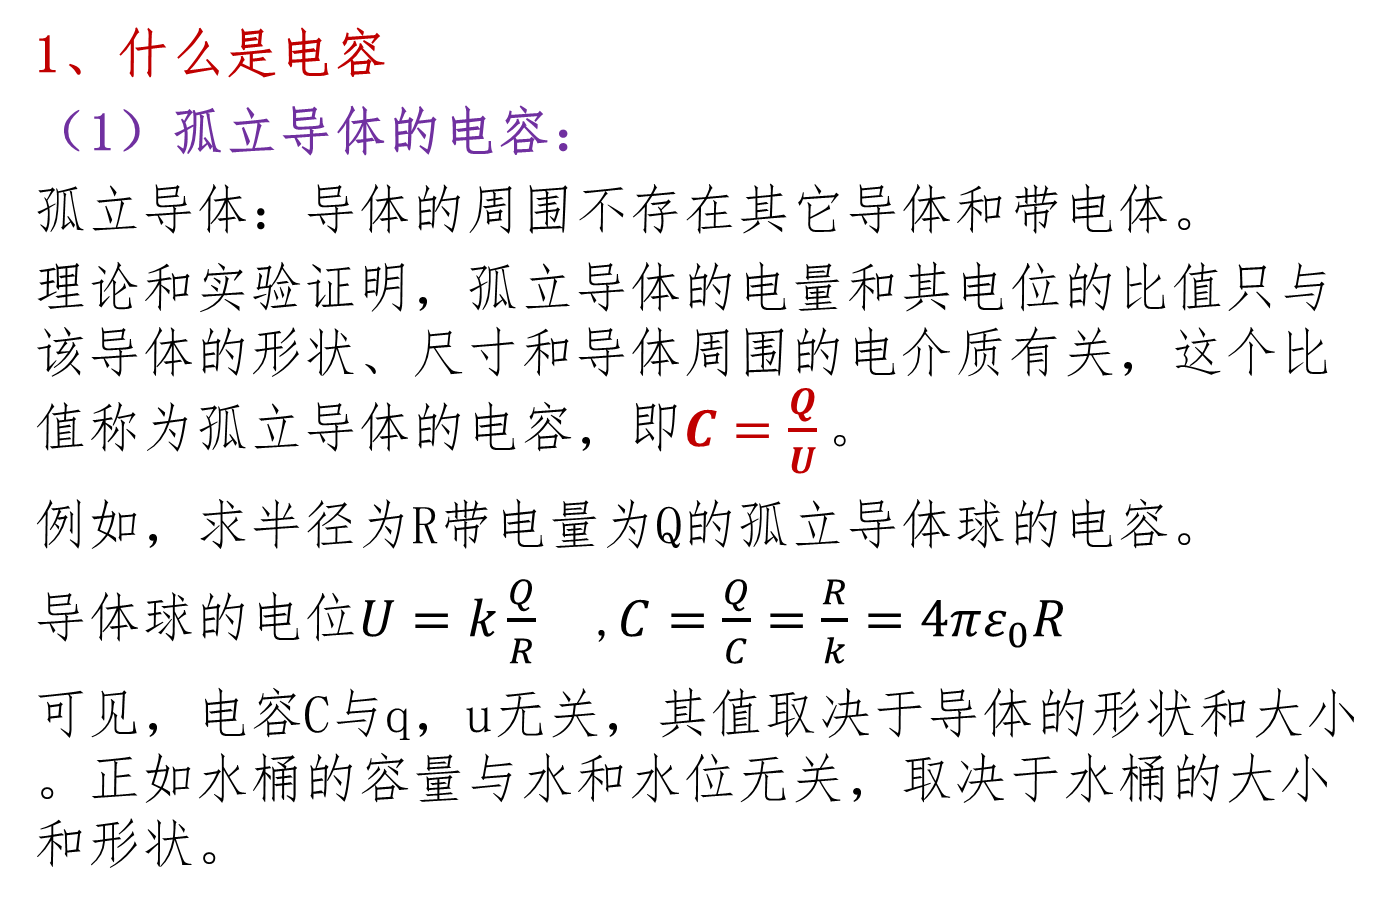 1、什么是电容
（1）孤立导体的电容：
孤立导体：导体的周围不存在其它导体和带电体。
理论和实验证明，孤立导体的电量和其电位的比值只与
该导体的形状、尺寸和导体周围的电介质有关，这个比
值称为孤立导体的电容，即C = Q/U。
例如，求半径为R带电量为Q的孤立导体球的电容。
导体球的电位U = k Q/R ,C = Q/C = R/k = 4πε₀R
可见，电容C与q，u无关，其值取决于导体的形状和大小
。正如水桶的容量与水和水位无关，取决于水桶的大小
和形状。